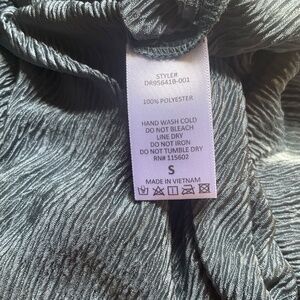 STYLE#
DR95641B-001
100% POLYESTER
HAND WASH COLD
DO NOT BLEACH
LINE DRY
DO NOT IRON
DO NOT TUMBLE DRY
RN# 115602
S
MADE IN VIETNAM